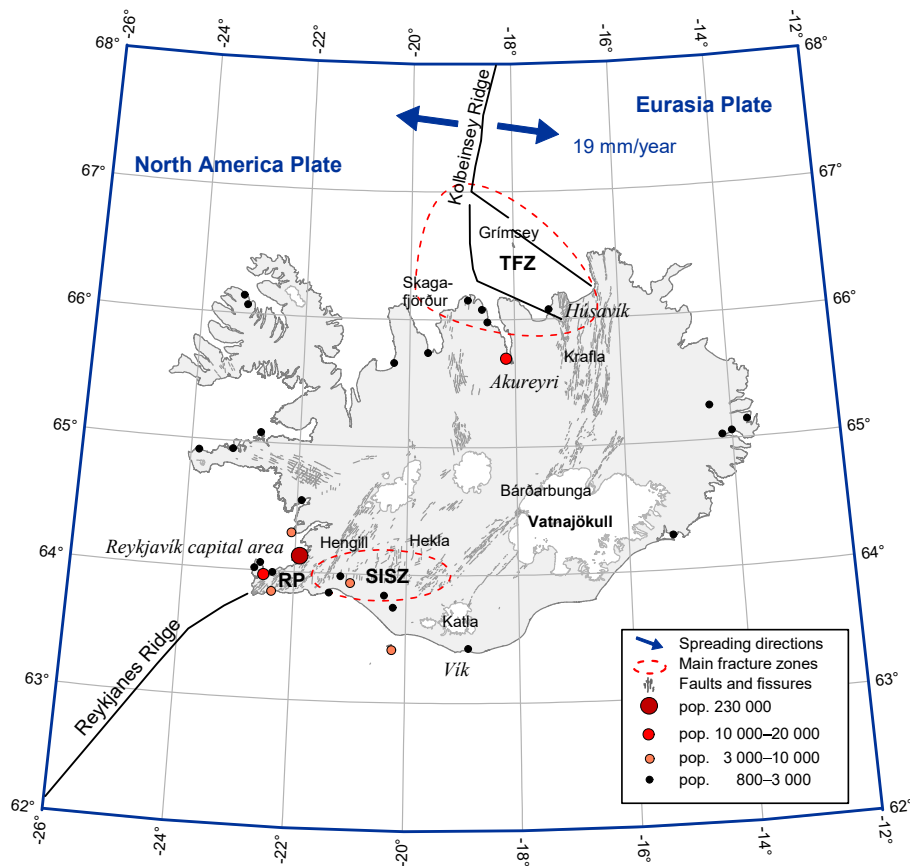 -26° -24° -22° -20° -18° -16° -14° -12°
68° 68°
Kolbeinsey Ridge
Eurasia Plate
19 mm/year
North America Plate
67° 67°
Grímsey
TFZ
Skaga-
fjörður
66° 66°
Húsavík
Krafla
Akureyri
65° 65°
Bárðarbunga
Vatnajökull
Reykjavík capital area
Hengill
Hekla
64° 64°
RP
SISZ
Katla
Vík
Reykjanes Ridge
63° 63°
Spreading directions
Main fracture zones
Faults and fissures
pop. 230 000
pop. 10 000–20 000
pop. 3 000–10 000
pop. 800–3 000
62° 62°
-26° -24° -22° -20° -18° -16° -14° -12°